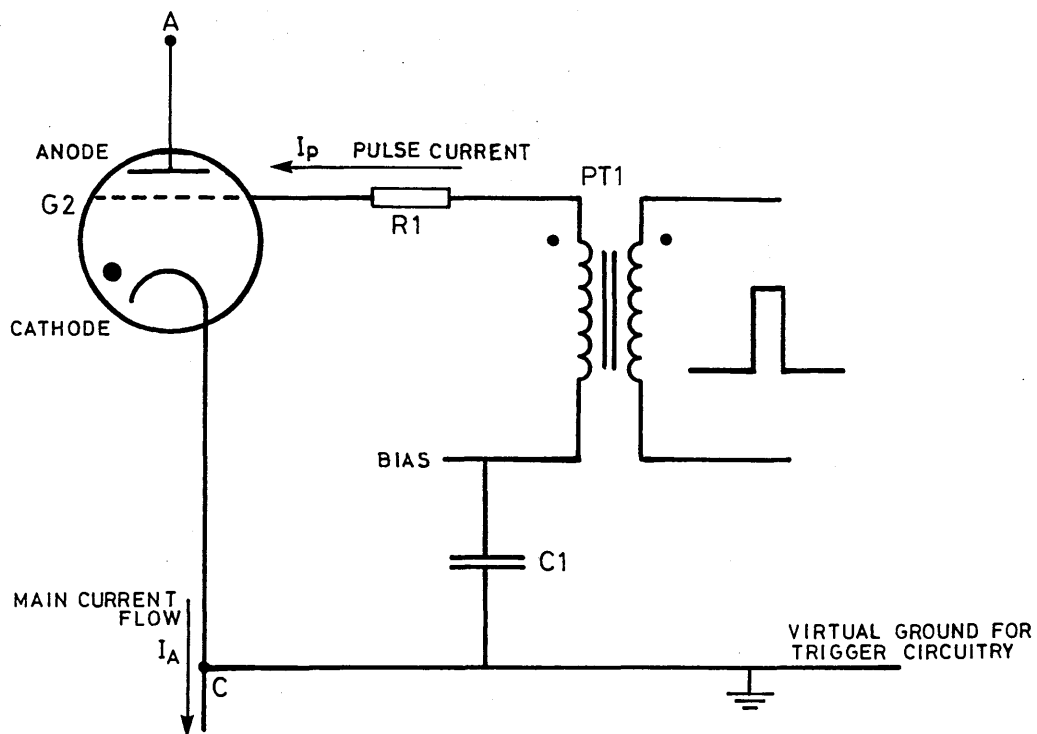 A
ANODE
Ip PULSE CURRENT
PT1
G2
R1
CATHODE
BIAS
C1
MAIN CURRENT
FLOW
IA
VIRTUAL GROUND FOR
TRIGGER CIRCUITRY
C